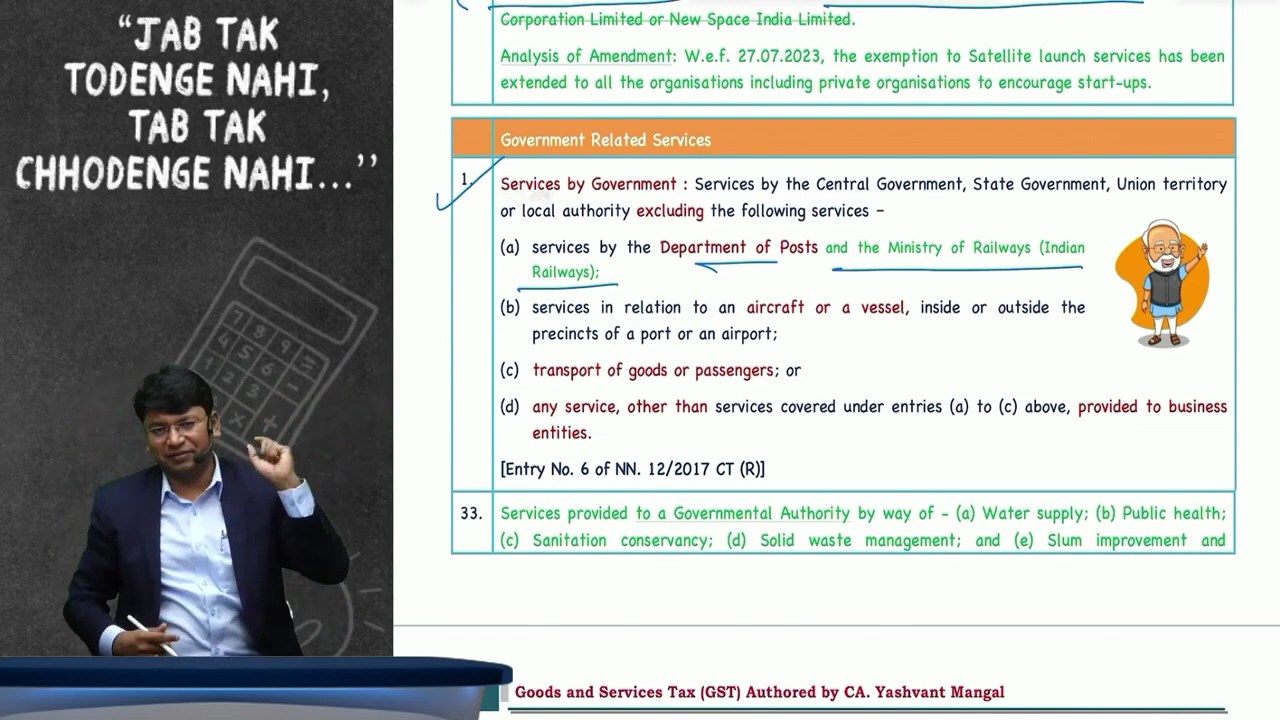 “JAB TAK
TODENGE NAHI,
TAB TAK
CHHODENGE NAHI...’’
Corporation Limited or New Space India Limited.
Analysis of Amendment: W.e.f. 27.07.2023, the exemption to Satellite launch services has been
extended to all the organisations including private organisations to encourage start-ups.
Government Related Services
1.
Services by Government : Services by the Central Government, State Government, Union territory
or local authority excluding the following services –
(a) services by the Department of Posts and the Ministry of Railways (Indian
Railways);
(b) services in relation to an aircraft or a vessel, inside or outside the
precincts of a port or an airport;
(c) transport of goods or passengers; or
(d) any service, other than services covered under entries (a) to (c) above, provided to business
entities.
[Entry No. 6 of NN. 12/2017 CT (R)]
33. Services provided to a Governmental Authority by way of - (a) Water supply; (b) Public health;
(c) Sanitation conservancy; (d) Solid waste management; and (e) Slum improvement and
Goods and Services Tax (GST) Authored by CA. Yashvant Mangal